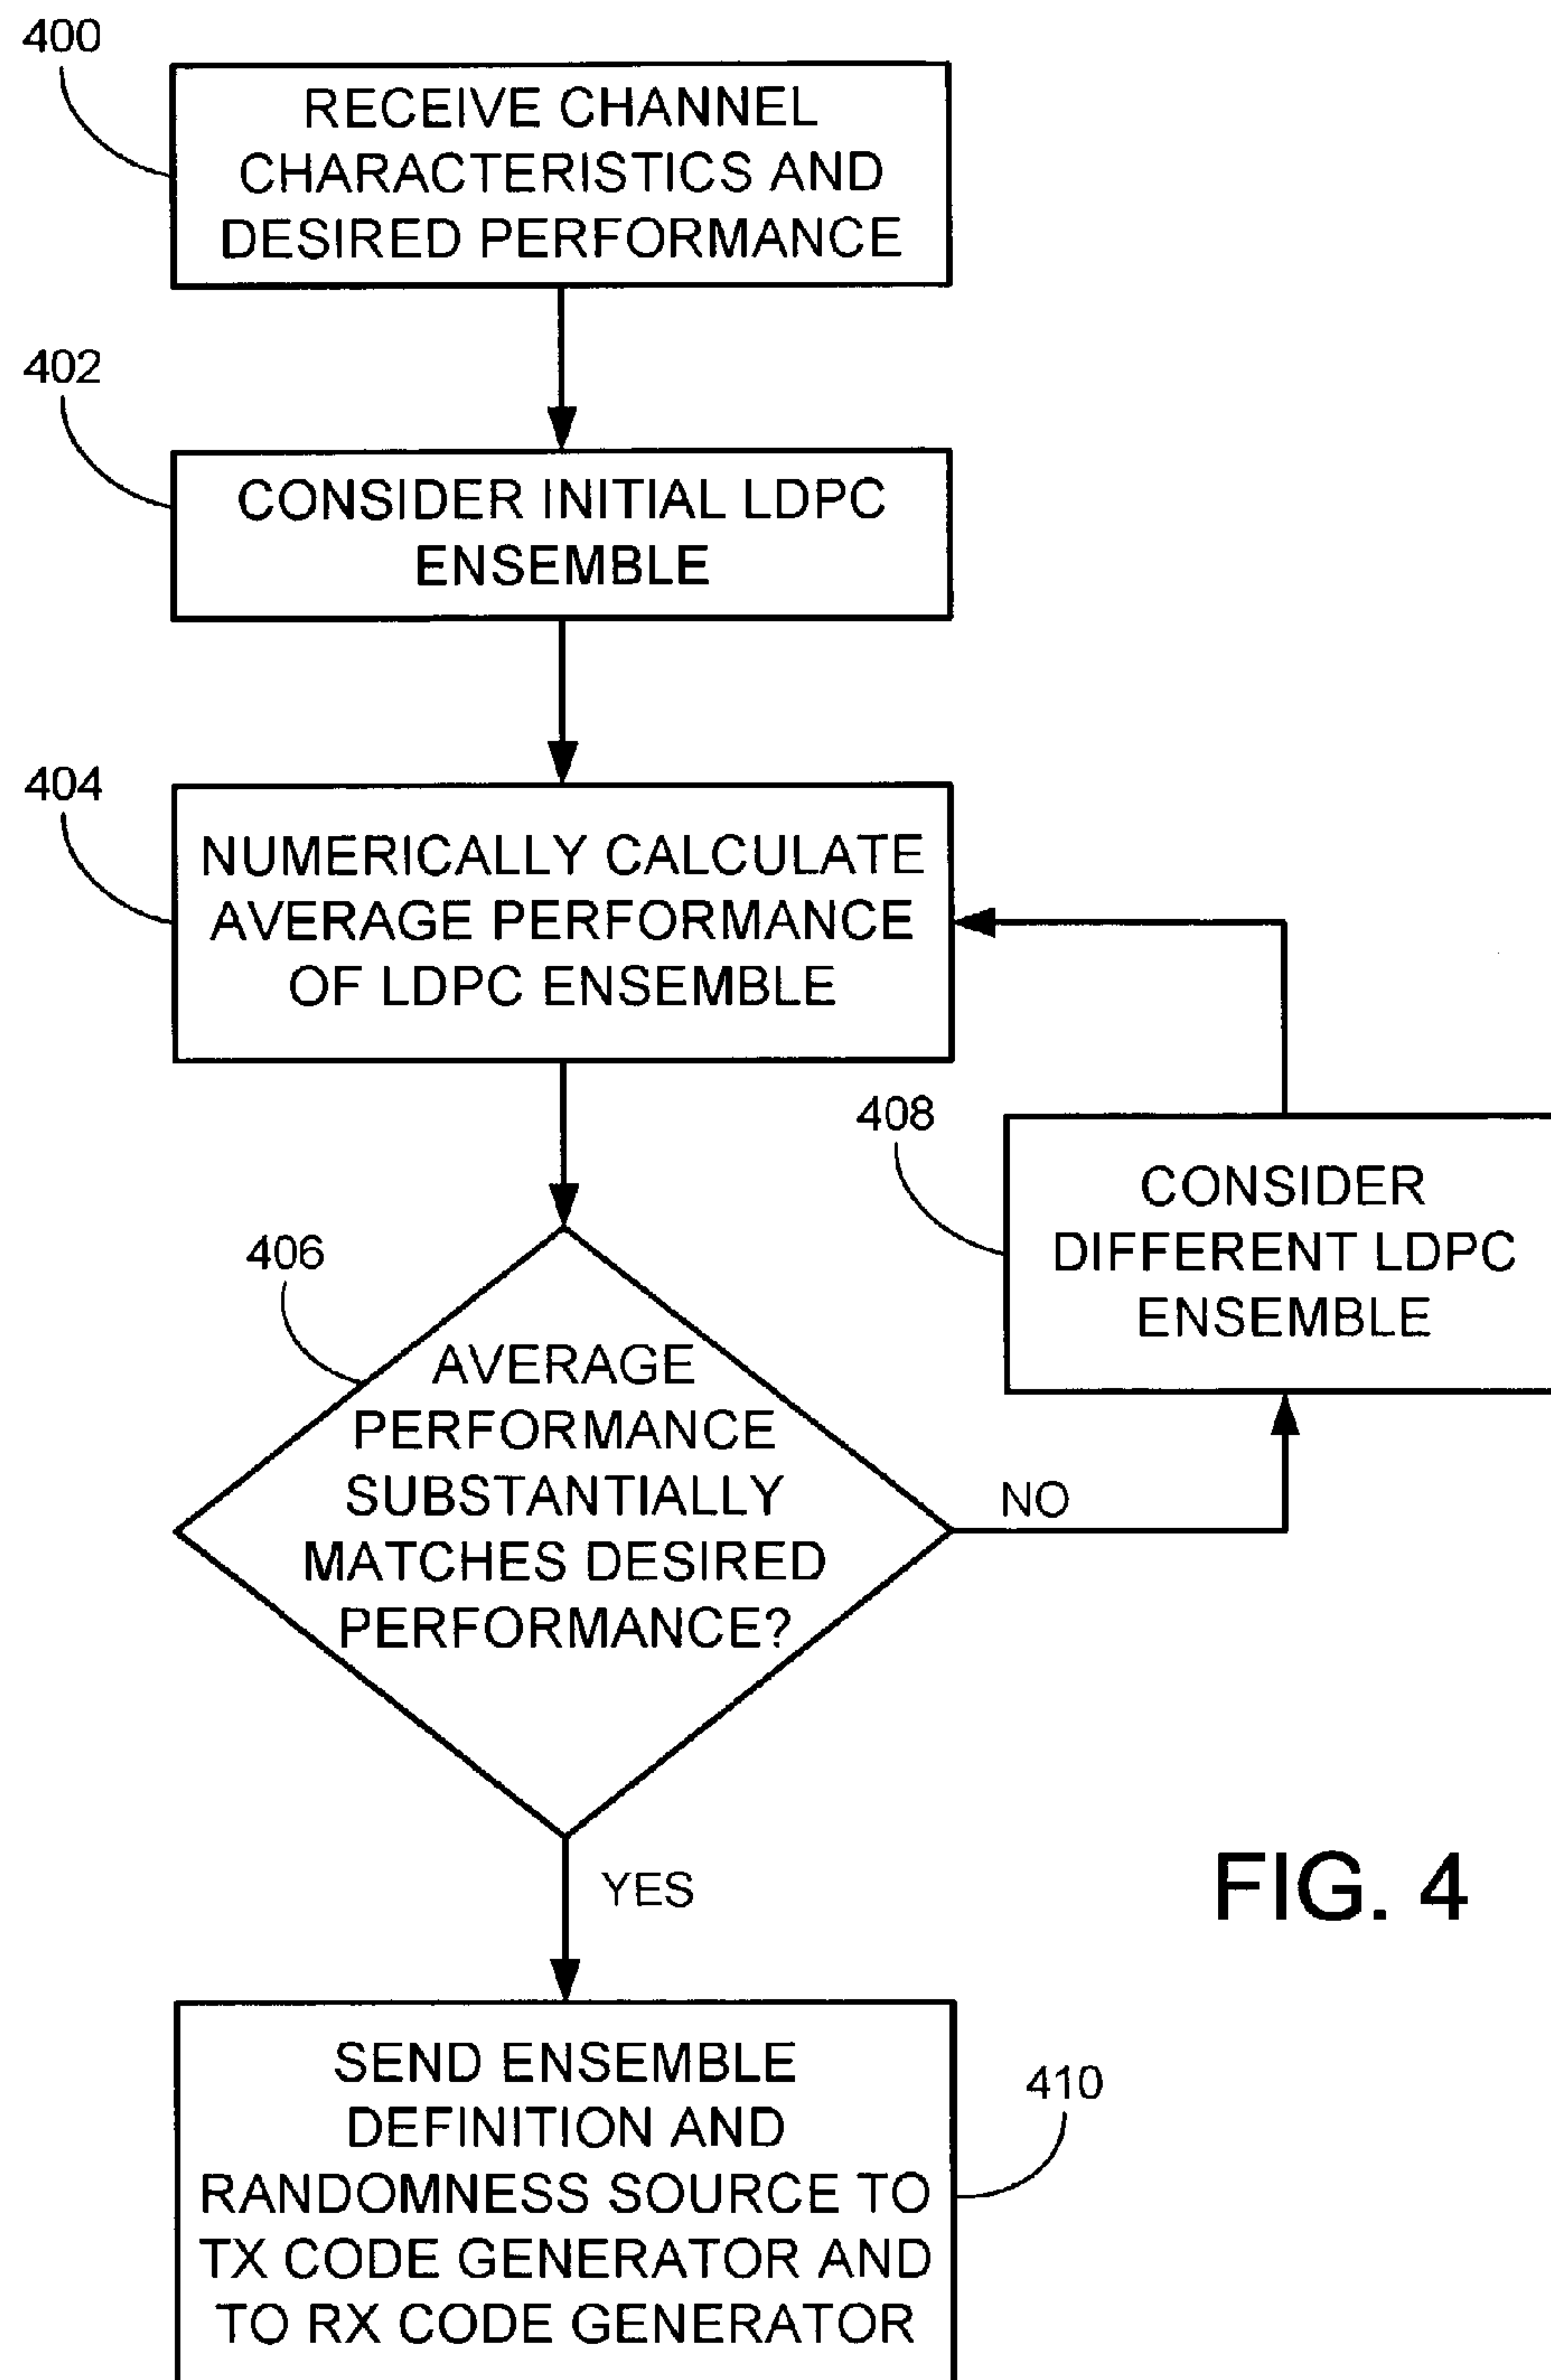 400
RECEIVE CHANNEL
CHARACTERISTICS AND
DESIRED PERFORMANCE
402
CONSIDER INITIAL LDPC
ENSEMBLE
404
NUMERICALLY CALCULATE
AVERAGE PERFORMANCE
OF LDPC ENSEMBLE
408
CONSIDER
DIFFERENT LDPC
ENSEMBLE
406
AVERAGE
PERFORMANCE
SUBSTANTIALLY
MATCHES DESIRED
PERFORMANCE?
NO
YES
FIG. 4
SEND ENSEMBLE
DEFINITION AND
RANDOMNESS SOURCE TO
TX CODE GENERATOR AND
TO RX CODE GENERATOR
410